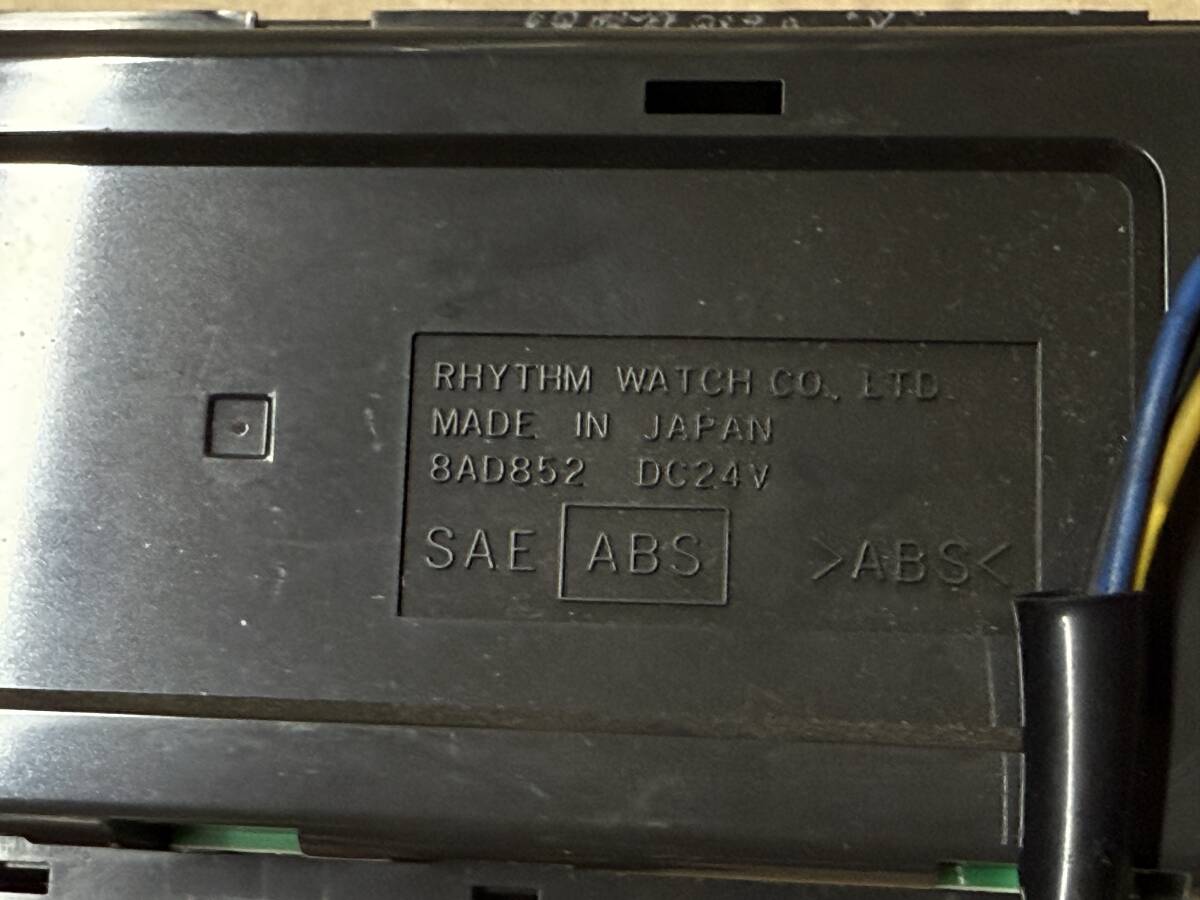 RHYTHM WATCH CO., LTD.
MADE IN JAPAN
8AD852 DC24V
SAE ABS >ABS<